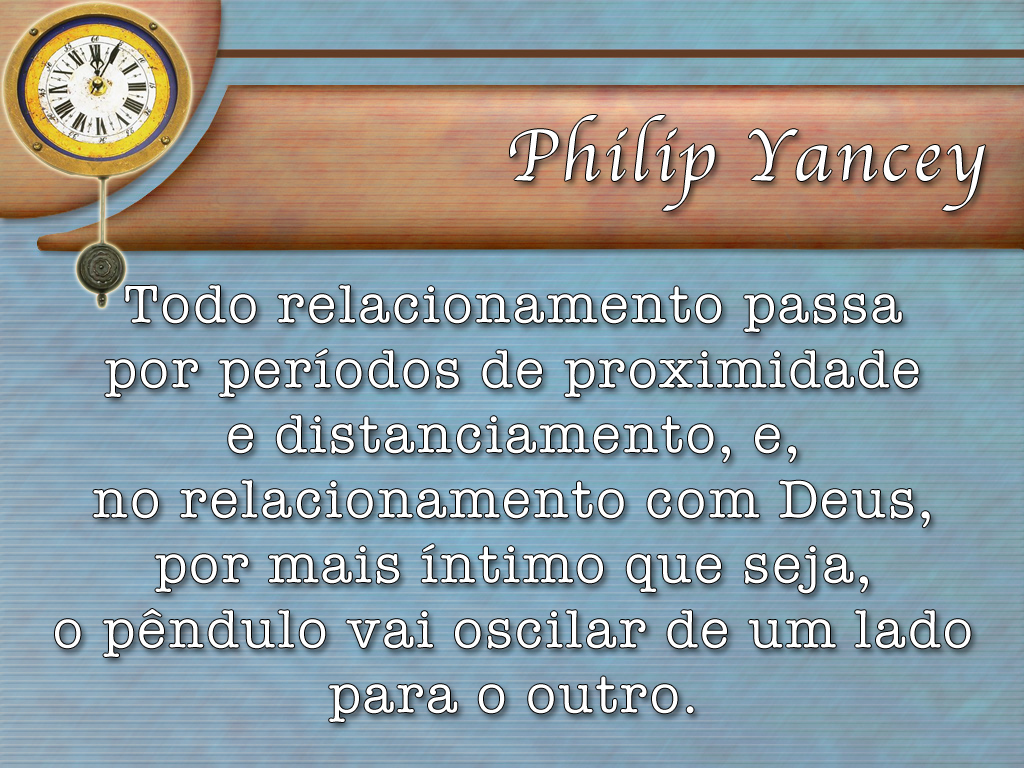 Philip Yancey
Todo relacionamento passa
por períodos de proximidade
e distanciamento, e,
no relacionamento com Deus,
por mais íntimo que seja,
o pêndulo vai oscilar de um lado
para o outro.